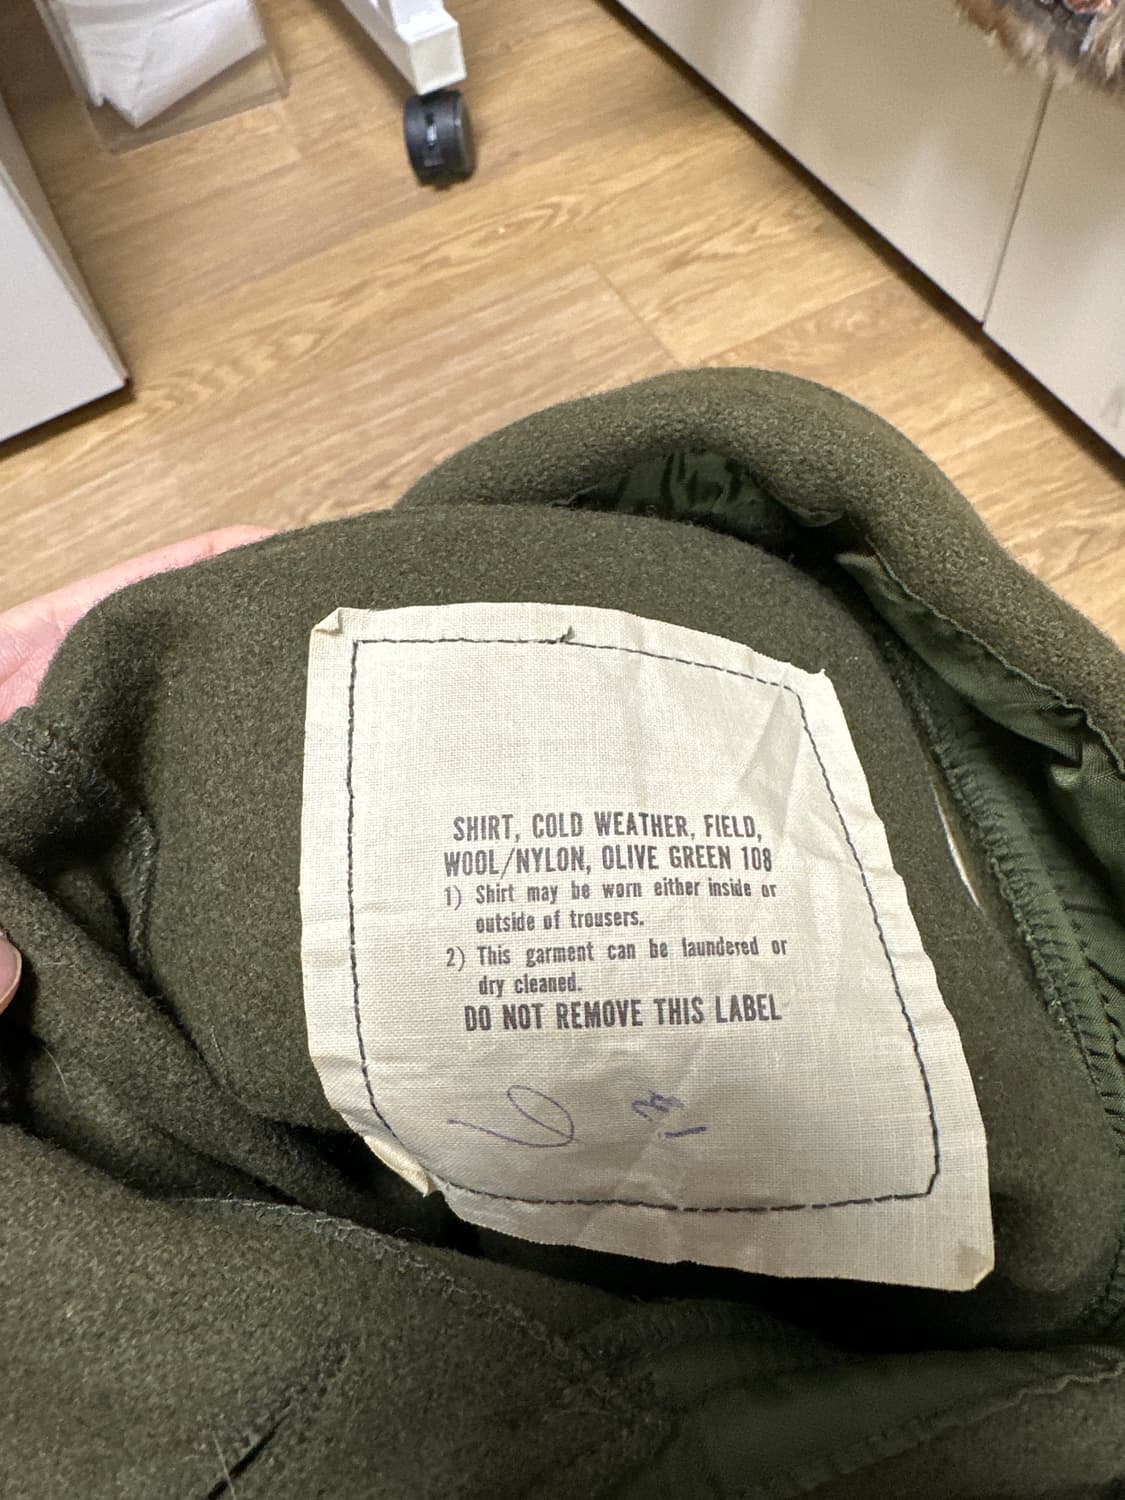 SHIRT, COLD WEATHER, FIELD,
WOOL/NYLON, OLIVE GREEN 108
1) Shirt may be worn either inside or
outside of trousers.
2) This garment can be laundered or
dry cleaned.
DO NOT REMOVE THIS LABEL